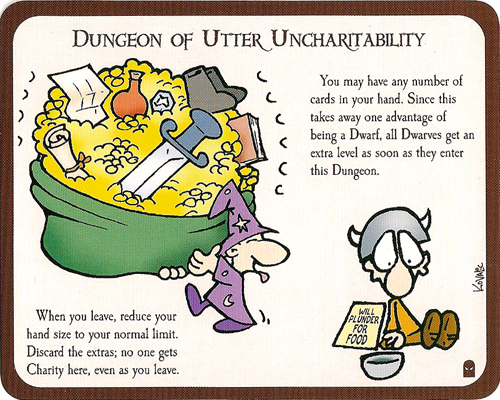 DUNGEON OF UTTER UNCHARITABILITY
You may have any number of
cards in your hand. Since this
takes away one advantage of
being a Dwarf, all Dwarves get an
extra level as soon as they enter
this Dungeon.
When you leave, reduce your
hand size to your normal limit.
Discard the extras; no one gets
Charity here, even as you leave.
WILL
PLUNDER
FOR
FOOD
KOVALIC